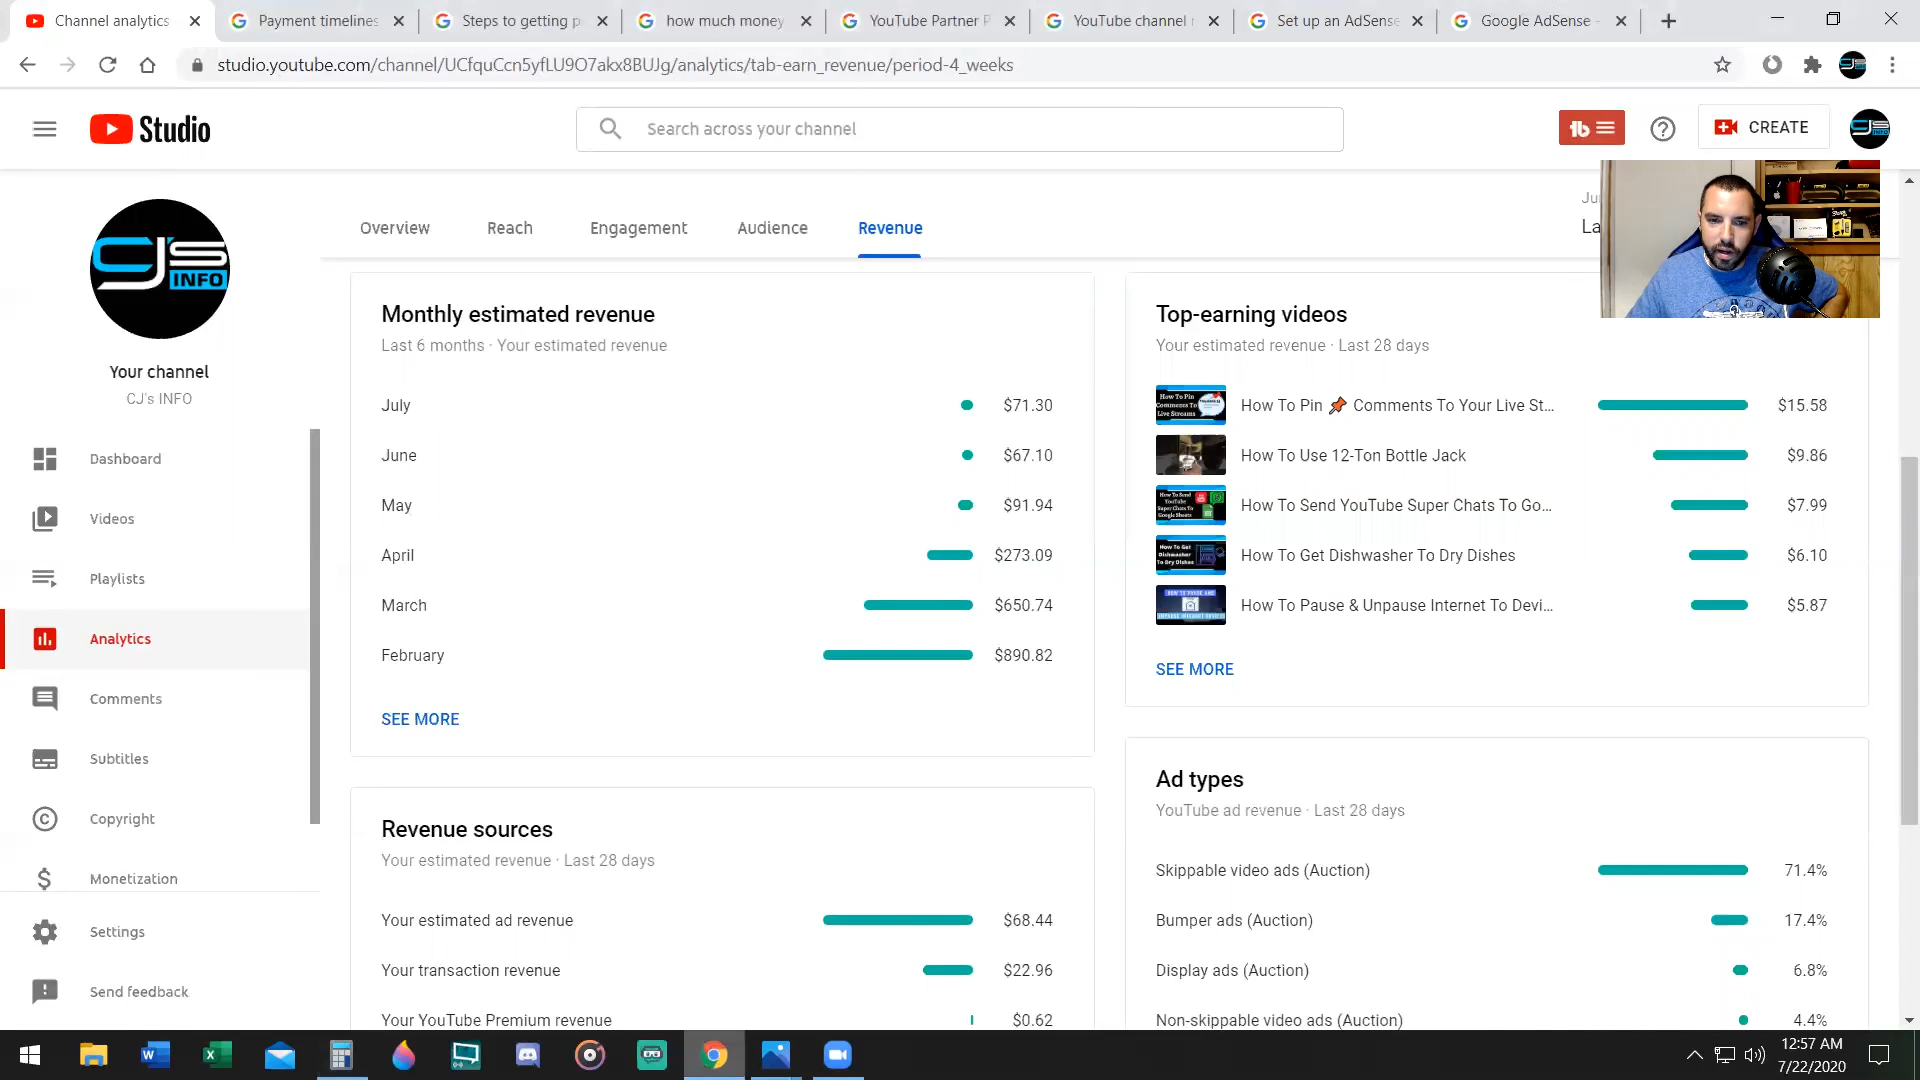 Channel analytics
Payment timelines
Steps to getting p
how much money
YouTube Partner P
YouTube channel r
Set up an AdSense
Google AdSense -
studio.youtube.com/channel/UCfquCcn5yfLU9O7akx8BUJg/analytics/tab-earn_revenue/period-4_weeks
Studio
Search across your channel
CREATE
CJ'S INFO
Your channel
CJ's INFO
Dashboard
Videos
Playlists
Analytics
Comments
Subtitles
Copyright
Monetization
Settings
Send feedback
Overview Reach Engagement Audience Revenue
Ju
La
Monthly estimated revenue
Last 6 months · Your estimated revenue
July $71.30
June $67.10
May $91.94
April $273.09
March $650.74
February $890.82
SEE MORE
Revenue sources
Your estimated revenue · Last 28 days
Your estimated ad revenue $68.44
Your transaction revenue $22.96
Your YouTube Premium revenue $0.62
Top-earning videos
Your estimated revenue · Last 28 days
How To Pin 📌 Comments To Your Live St... $15.58
How To Use 12-Ton Bottle Jack $9.86
How To Send YouTube Super Chats To Go... $7.99
How To Get Dishwasher To Dry Dishes $6.10
How To Pause & Unpause Internet To Devi... $5.87
SEE MORE
Ad types
YouTube ad revenue · Last 28 days
Skippable video ads (Auction) 71.4%
Bumper ads (Auction) 17.4%
Display ads (Auction) 6.8%
Non-skippable video ads (Auction) 4.4%
12:57 AM
7/22/2020